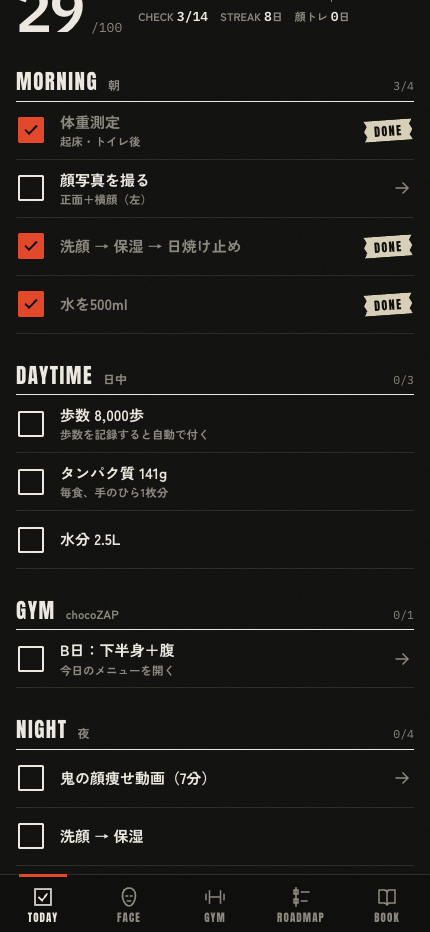 29 /100 CHECK 3/14 STREAK 8日 顔トレ 0日
MORNING 朝 3/4
体重測定 DONE
起床・トイレ後
顔写真を撮る →
正面＋横顔（左）
洗顔 → 保湿 → 日焼け止め DONE
水を500ml DONE
DAYTIME 日中 0/3
歩数 8,000歩
歩数を記録すると自動で付く
タンパク質 141g
毎食、手のひら1枚分
水分 2.5L
GYM chocoZAP 0/1
B日：下半身＋腹 →
今日のメニューを開く
NIGHT 夜 0/4
鬼の顔痩せ動画（7分） →
洗顔 → 保湿
TODAY FACE GYM ROADMAP BOOK